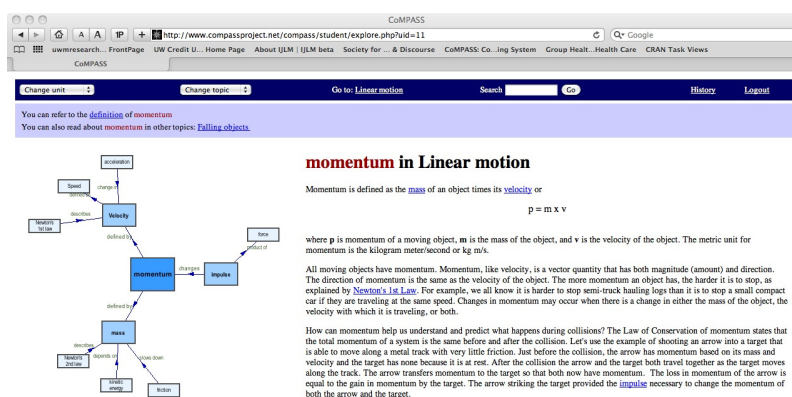 CoMPASS
A A 1P + http://www.compassproject.net/compass/student/explore.php?uid=11 Google
uwmresearch... FrontPage UW Credit U... Home Page About IJLM | IJLM beta Society for ... & Discourse CoMPASS: Co...ing System Group Healt...Health Care CRAN Task Views
CoMPASS
Change unit Change topic Go to: Linear motion Search Go History Logout
You can refer to the definition of momentum
You can also read about momentum in other topics: Falling objects
acceleration
Speed
change in
defined as
describes
Velocity
Newton's
1st law
defined by
force
product of
momentum
changes
impulse
defined by
mass
describes
Newton's
2nd law
depends on
slows down
kinetic
energy
friction
momentum in Linear motion
Momentum is defined as the mass of an object times its velocity or
p = m x v
where p is momentum of a moving object, m is the mass of the object, and v is the velocity of the object. The metric unit for
momentum is the kilogram meter/second or kg m/s.
All moving objects have momentum. Momentum, like velocity, is a vector quantity that has both magnitude (amount) and direction.
The direction of momentum is the same as the velocity of the object. The more momentum an object has, the harder it is to stop, as
explained by Newton's 1st Law. For example, we all know it is harder to stop semi-track hauling logs than it is to stop a small compact
car if they are traveling at the same speed. Changes in momentum may occur when there is a change in either the mass of the object, the
velocity with which it is traveling, or both.
How can momentum help us understand and predict what happens during collisions? The Law of Conservation of momentum states that
the total momentum of a system is the same before and after the collision. Let's use the example of shooting an arrow into a target that
is able to move along a metal track with very little friction. Just before the collision, the arrow has momentum based on its mass and
velocity and the target has none because it is at rest. After the collision the arrow and the target both travel together as the target moves
along the track. The arrow transfers momentum to the target so that both now have momentum. The loss in momentum of the arrow is
equal to the gain in momentum by the target. The arrow striking the target provided the impulse necessary to change the momentum of
both the arrow and the target.